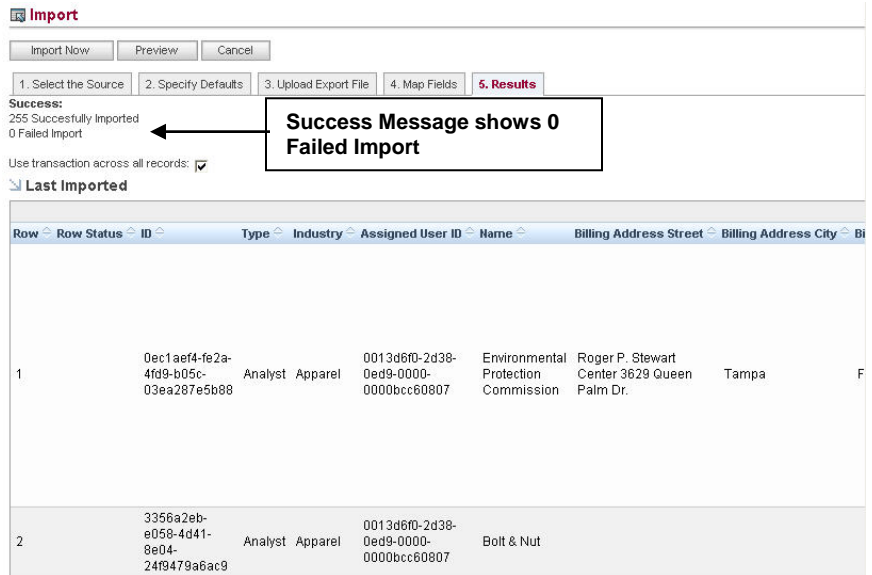 Import
Import Now Preview Cancel
1. Select the Source 2. Specify Defaults 3. Upload Export File 4. Map Fields 5. Results
Success:
255 Succesfully Imported
0 Failed Import
Success Message shows 0
Failed Import
Use transaction across all records:
Last Imported
Row Row Status ID Type Industry Assigned User ID Name Billing Address Street Billing Address City Bi
1 0ec1aef4-fe2a-
4fd9-b05c-
03ea287e5b88 Analyst Apparel 0013d6f0-2d38-
0ed9-0000-
0000bcc60807 Environmental
Protection
Commission Roger P. Stewart
Center 3629 Queen
Palm Dr. Tampa F
2 3356a2eb-
e058-4d41-
8e04-
24f9479a6ac9 Analyst Apparel 0013d6f0-2d38-
0ed9-0000-
0000bcc60807 Bolt & Nut